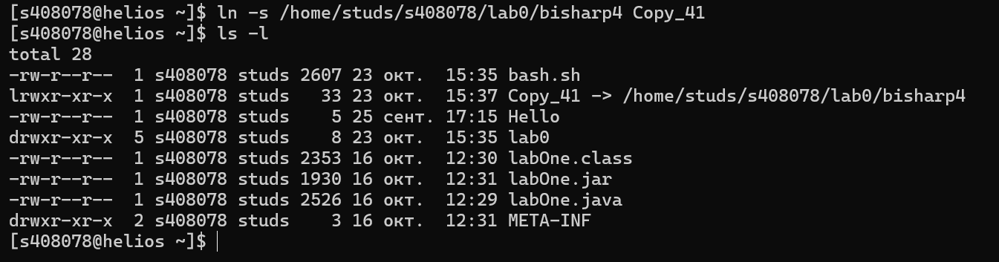 [s408078@helios ~]$ ln -s /home/studs/s408078/lab0/bisharp4 Copy_41
[s408078@helios ~]$ ls -l
total 28
-rw-r--r--  1 s408078 studs 2607 23 окт.  15:35 bash.sh
lrwxr-xr-x  1 s408078 studs   33 23 окт.  15:37 Copy_41 -> /home/studs/s408078/lab0/bisharp4
-rw-r--r--  1 s408078 studs    5 25 сент. 17:15 Hello
drwxr-xr-x  5 s408078 studs    8 23 окт.  15:35 lab0
-rw-r--r--  1 s408078 studs 2353 16 окт.  12:30 labOne.class
-rw-r--r--  1 s408078 studs 1930 16 окт.  12:31 labOne.jar
-rw-r--r--  1 s408078 studs 2526 16 окт.  12:29 labOne.java
drwxr-xr-x  2 s408078 studs    3 16 окт.  12:31 META-INF
[s408078@helios ~]$